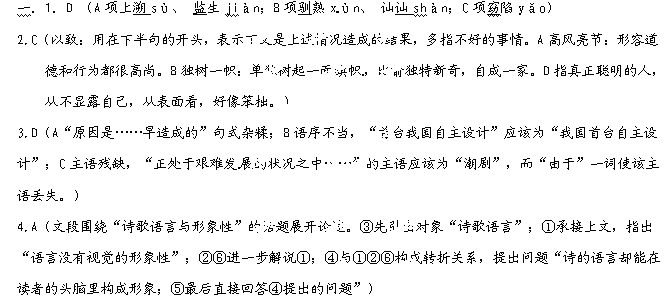 一. 1. D（A项上溯 sù、 监生 jiàn；B项驯熟 xùn、 讪讪 shàn；C项窈陷 yǎo）
2.C（以致：用在下半句的开头，表示下文是上述情况造成的结果，多指不好的事情。A高风亮节：形容道
德和行为都很高尚。B独树一帜：单独树起一面旗帜，比喻独特新奇，自成一家。D指真正聪明的人，
从不显露自己，从表面看，好像笨拙。）
3.D（A“原因是……早造成的”句式杂糅；B语序不当，“首台我国自主设计”应该为“我国首台自主设
计”；C主语残缺，“正处于艰难发展的状况之中……”的主语应该为“潮剧”，而“由于”一词使该主
语丢失。）
4.A（文段围绕“诗歌语言与形象性”的话题展开论述。③先引出对象“诗歌语言”；①承接上文，指出
“语言没有视觉的形象性”；②⑥进一步解说①；④与①②⑥构成转折关系，提出问题“诗的语言却能在
读者的头脑里构成形象；⑤最后直接回答④提出的问题”）